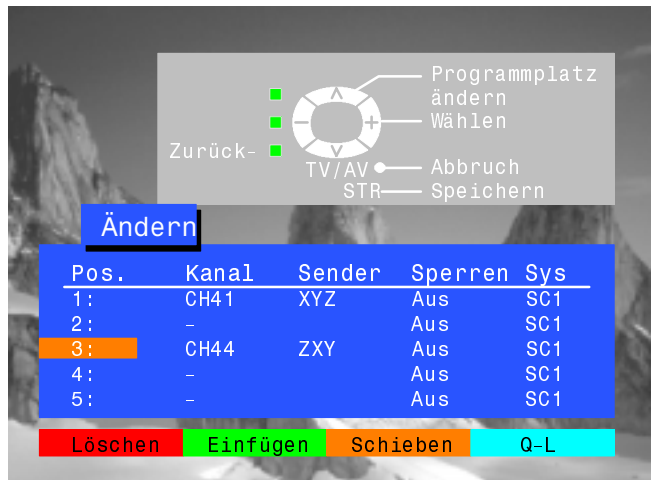 Programmplatz
ändern
Wählen
Zurück-
TV/AV Abbruch
STR Speichern
Ändern
Pos. Kanal Sender Sperren Sys
1: CH41 XYZ Aus SC1
2: - Aus SC1
3: CH44 ZXY Aus SC1
4: - Aus SC1
5: - Aus SC1
Löschen Einfügen Schieben Q-L